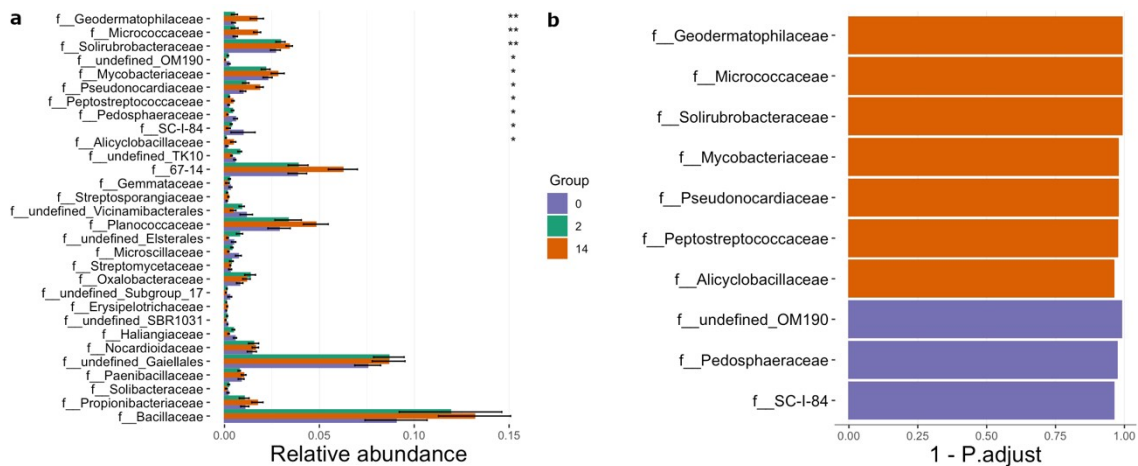 a
f__Geodermatophilaceae
f__Micrococcaceae
f__Solirubrobacteraceae
f__undefined_OM190
f__Mycobacteriaceae
f__Pseudonocardiaceae
f__Peptostreptococcaceae
f__Pedosphaeraceae
f__SC-I-84
f__Alicyclobacillaceae
f__undefined_TK10
f__67-14
f__Gemmataceae
f__Streptosporangiaceae
f__undefined_Vicinamibacterales
f__Planococcaceae
f__undefined_Elsterales
f__Microscillaceae
f__Streptomycetaceae
f__Oxalobacteraceae
f__undefined_Subgroup_17
f__Erysipelotrichaceae
f__undefined_SBR1031
f__Haliangiaceae
f__Nocardioidaceae
f__undefined_Gaiellales
f__Paenibacillaceae
f__Solibacteraceae
f__Propionibacteriaceae
f__Bacillaceae
**
**
**
*
*
*
*
*
*
*
0.00 0.05 0.10 0.15
Relative abundance
Group
0
2
14
b
f__Geodermatophilaceae
f__Micrococcaceae
f__Solirubrobacteraceae
f__Mycobacteriaceae
f__Pseudonocardiaceae
f__Peptostreptococcaceae
f__Alicyclobacillaceae
f__undefined_OM190
f__Pedosphaeraceae
f__SC-I-84
0.00 0.25 0.50 0.75 1.00
1 - P.adjust